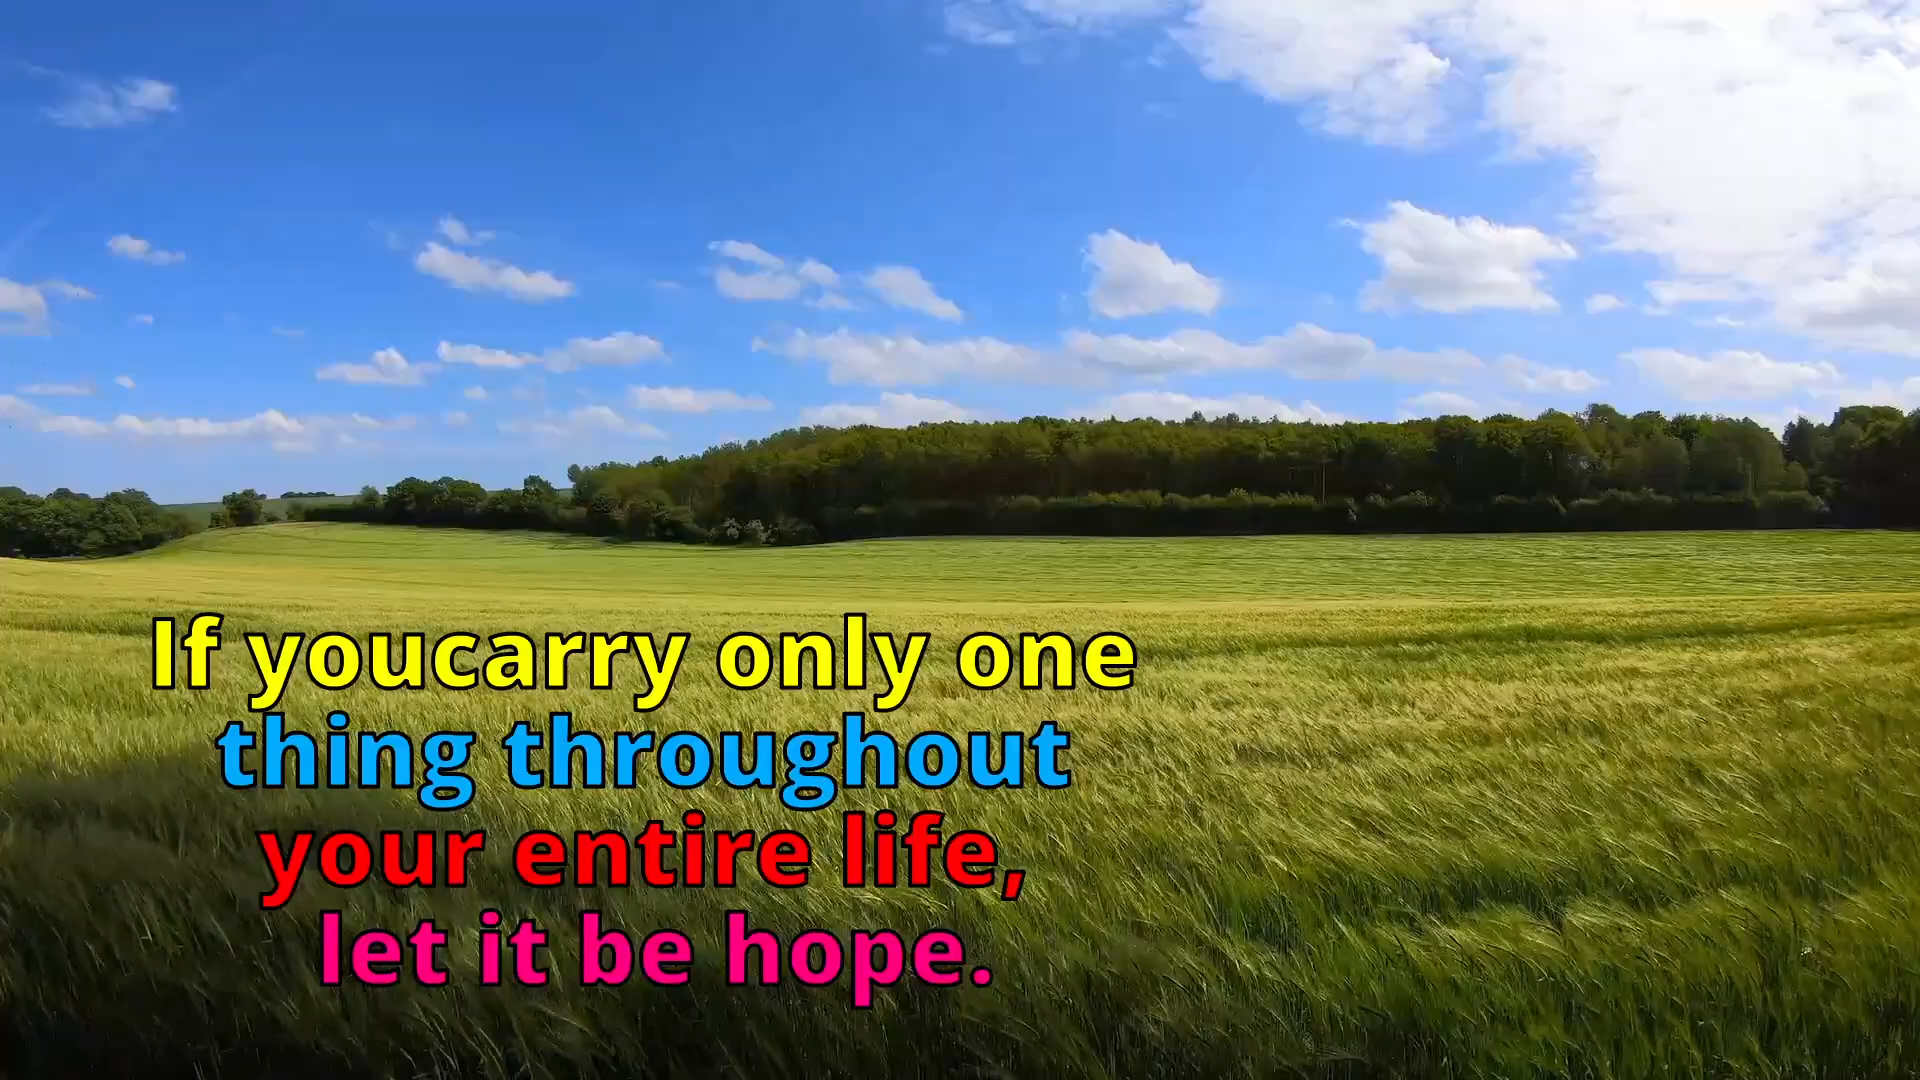 If youcarry only one
thing throughout
your entire life,
let it be hope.